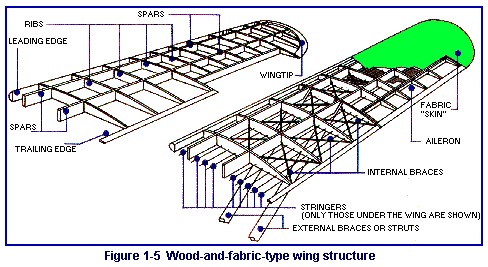 SPARS
RIBS
LEADING EDGE
WINGTIP
SPARS
TRAILING EDGE
FABRIC
"SKIN"
AILERON
INTERNAL BRACES
STRINGERS
(ONLY THOSE UNDER THE WING ARE SHOWN)
EXTERNAL BRACES OR STRUTS
Figure 1-5 Wood-and-fabric-type wing structure